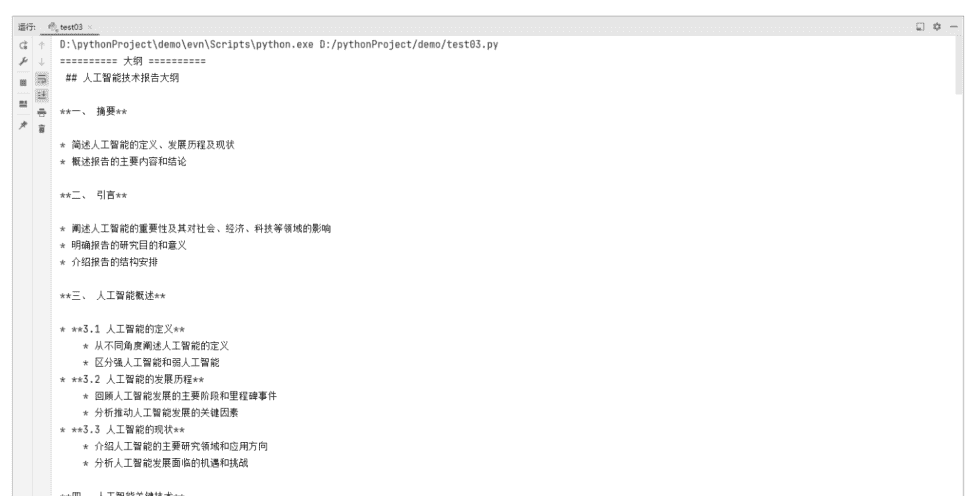 运行: test03 ×
D:\pythonProject\demo\evn\Scripts\python.exe D:/pythonProject/demo/test03.py
========== 大纲 ==========
## 人工智能技术报告大纲
**一、 摘要**
* 简述人工智能的定义、发展历程及现状
* 概述报告的主要内容和结论
**二、 引言**
* 阐述人工智能的重要性及其对社会、经济、科技等领域的影响
* 明确报告的研究目的和意义
* 介绍报告的结构安排
**三、 人工智能概述**
* **3.1 人工智能的定义**
* 从不同角度阐述人工智能的定义
* 区分强人工智能和弱人工智能
* **3.2 人工智能的发展历程**
* 回顾人工智能发展的主要阶段和里程碑事件
* 分析推动人工智能发展的关键因素
* **3.3 人工智能的现状**
* 介绍人工智能的主要研究领域和应用方向
* 分析人工智能发展面临的机遇和挑战
**四、 人工智能关键技术**